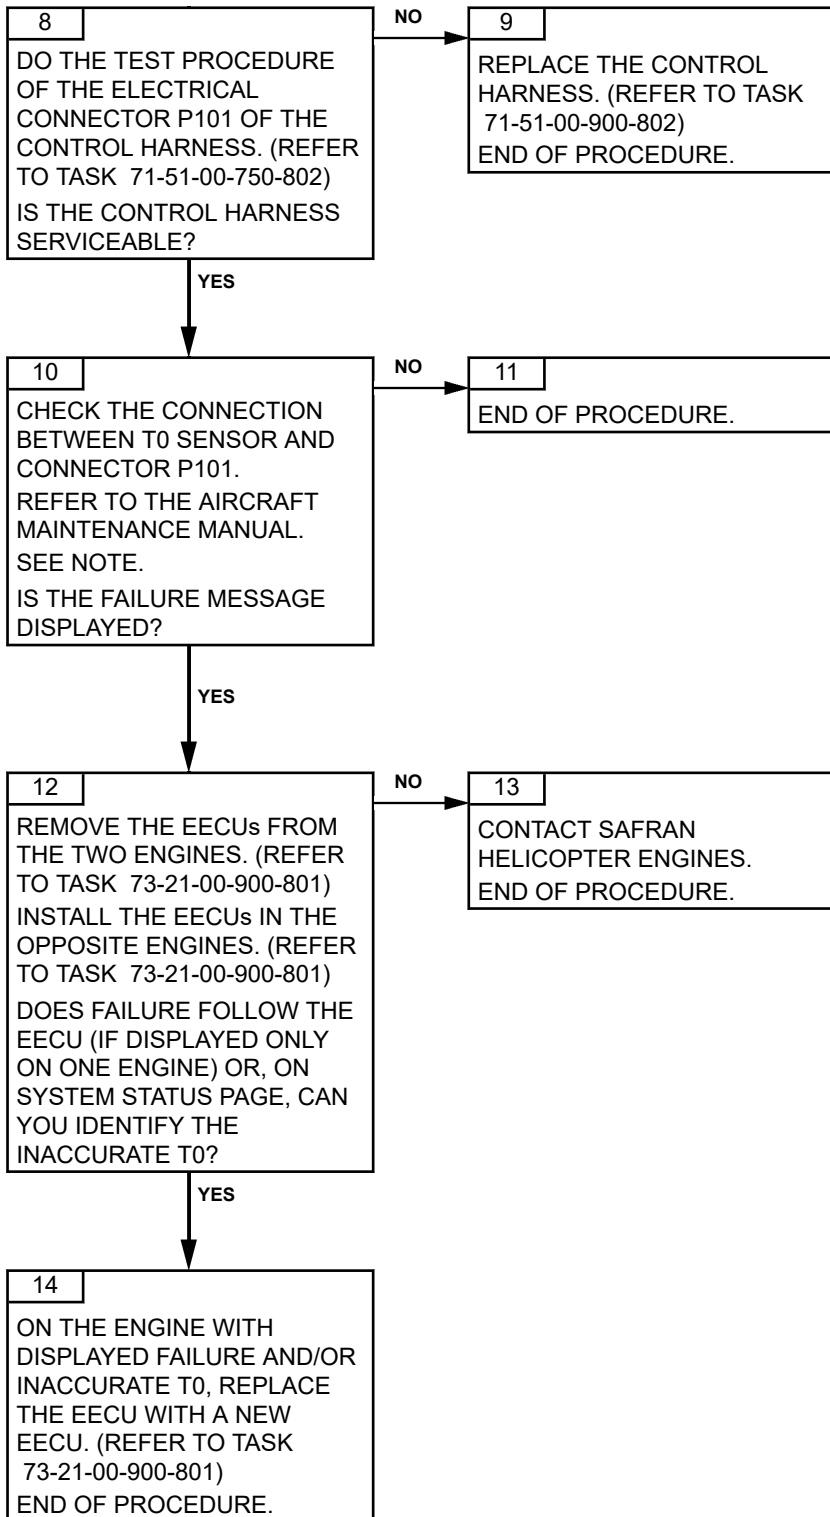 8
DO THE TEST PROCEDURE
OF THE ELECTRICAL
CONNECTOR P101 OF THE
CONTROL HARNESS. (REFER
TO TASK 71-51-00-750-802)
IS THE CONTROL HARNESS
SERVICEABLE?
NO
9
REPLACE THE CONTROL
HARNESS. (REFER TO TASK
71-51-00-900-802)
END OF PROCEDURE.
YES
10
CHECK THE CONNECTION
BETWEEN T0 SENSOR AND
CONNECTOR P101.
REFER TO THE AIRCRAFT
MAINTENANCE MANUAL.
SEE NOTE.
IS THE FAILURE MESSAGE
DISPLAYED?
NO
11
END OF PROCEDURE.
YES
12
REMOVE THE EECUs FROM
THE TWO ENGINES. (REFER
TO TASK 73-21-00-900-801)
INSTALL THE EECUs IN THE
OPPOSITE ENGINES. (REFER
TO TASK 73-21-00-900-801)
DOES FAILURE FOLLOW THE
EECU (IF DISPLAYED ONLY
ON ONE ENGINE) OR, ON
SYSTEM STATUS PAGE, CAN
YOU IDENTIFY THE
INACCURATE T0?
NO
13
CONTACT SAFRAN
HELICOPTER ENGINES.
END OF PROCEDURE.
YES
14
ON THE ENGINE WITH
DISPLAYED FAILURE AND/OR
INACCURATE T0, REPLACE
THE EECU WITH A NEW
EECU. (REFER TO TASK
73-21-00-900-801)
END OF PROCEDURE.